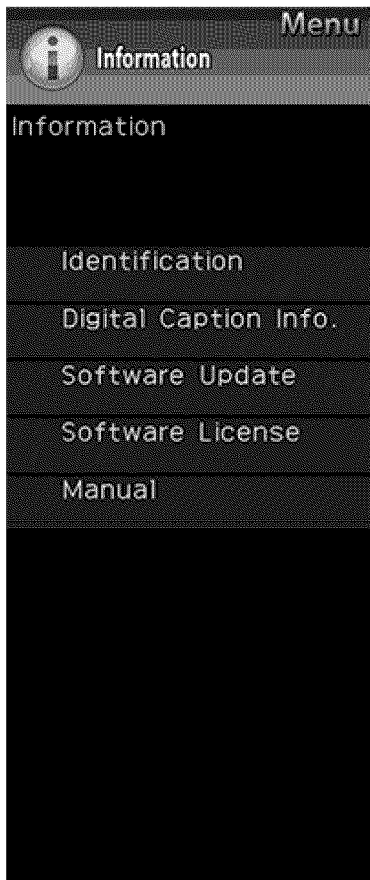 Menu
Information
Information
Identification
Digital Caption Info.
Software Update
Software License
Manual